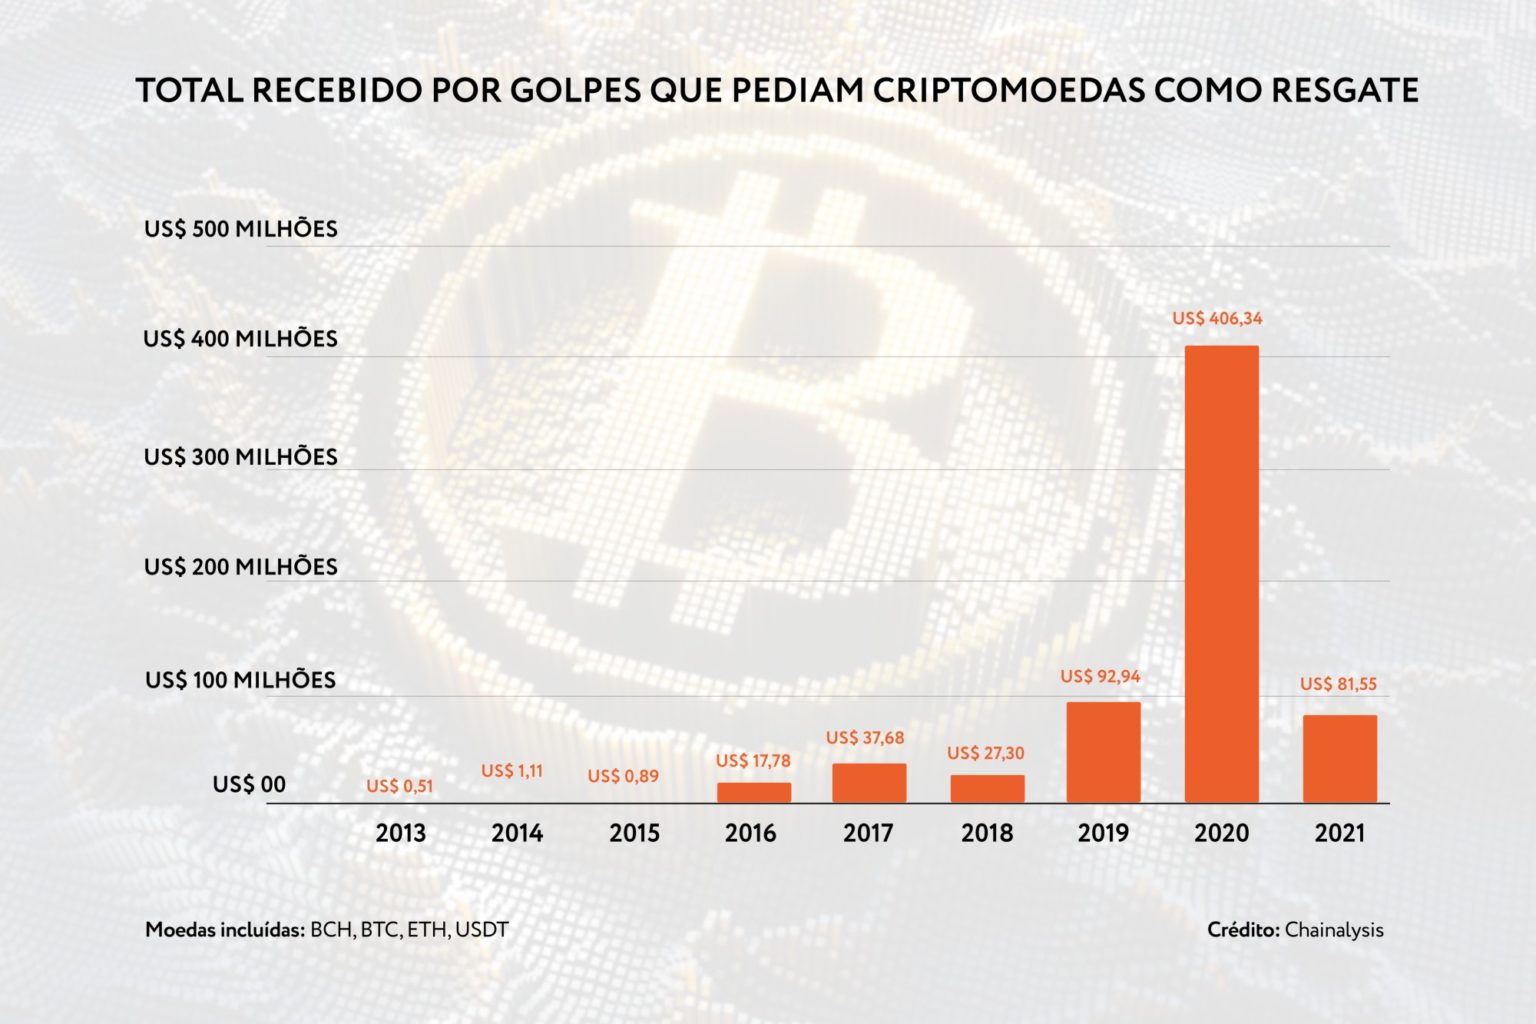 TOTAL RECEBIDO POR GOLPES QUE PEDIAM CRIPTOMOEDAS COMO RESGATE
US$ 500 MILHÕES
US$ 400 MILHÕES
US$ 300 MILHÕES
US$ 200 MILHÕES
US$ 100 MILHÕES
US$ 00
US$ 0,51
US$ 1,11
US$ 0,89
US$ 17,78
US$ 37,68
US$ 27,30
US$ 92,94
US$ 406,34
US$ 81,55
2013 2014 2015 2016 2017 2018 2019 2020 2021
Moedas incluídas: BCH, BTC, ETH, USDT
Crédito: Chainalysis